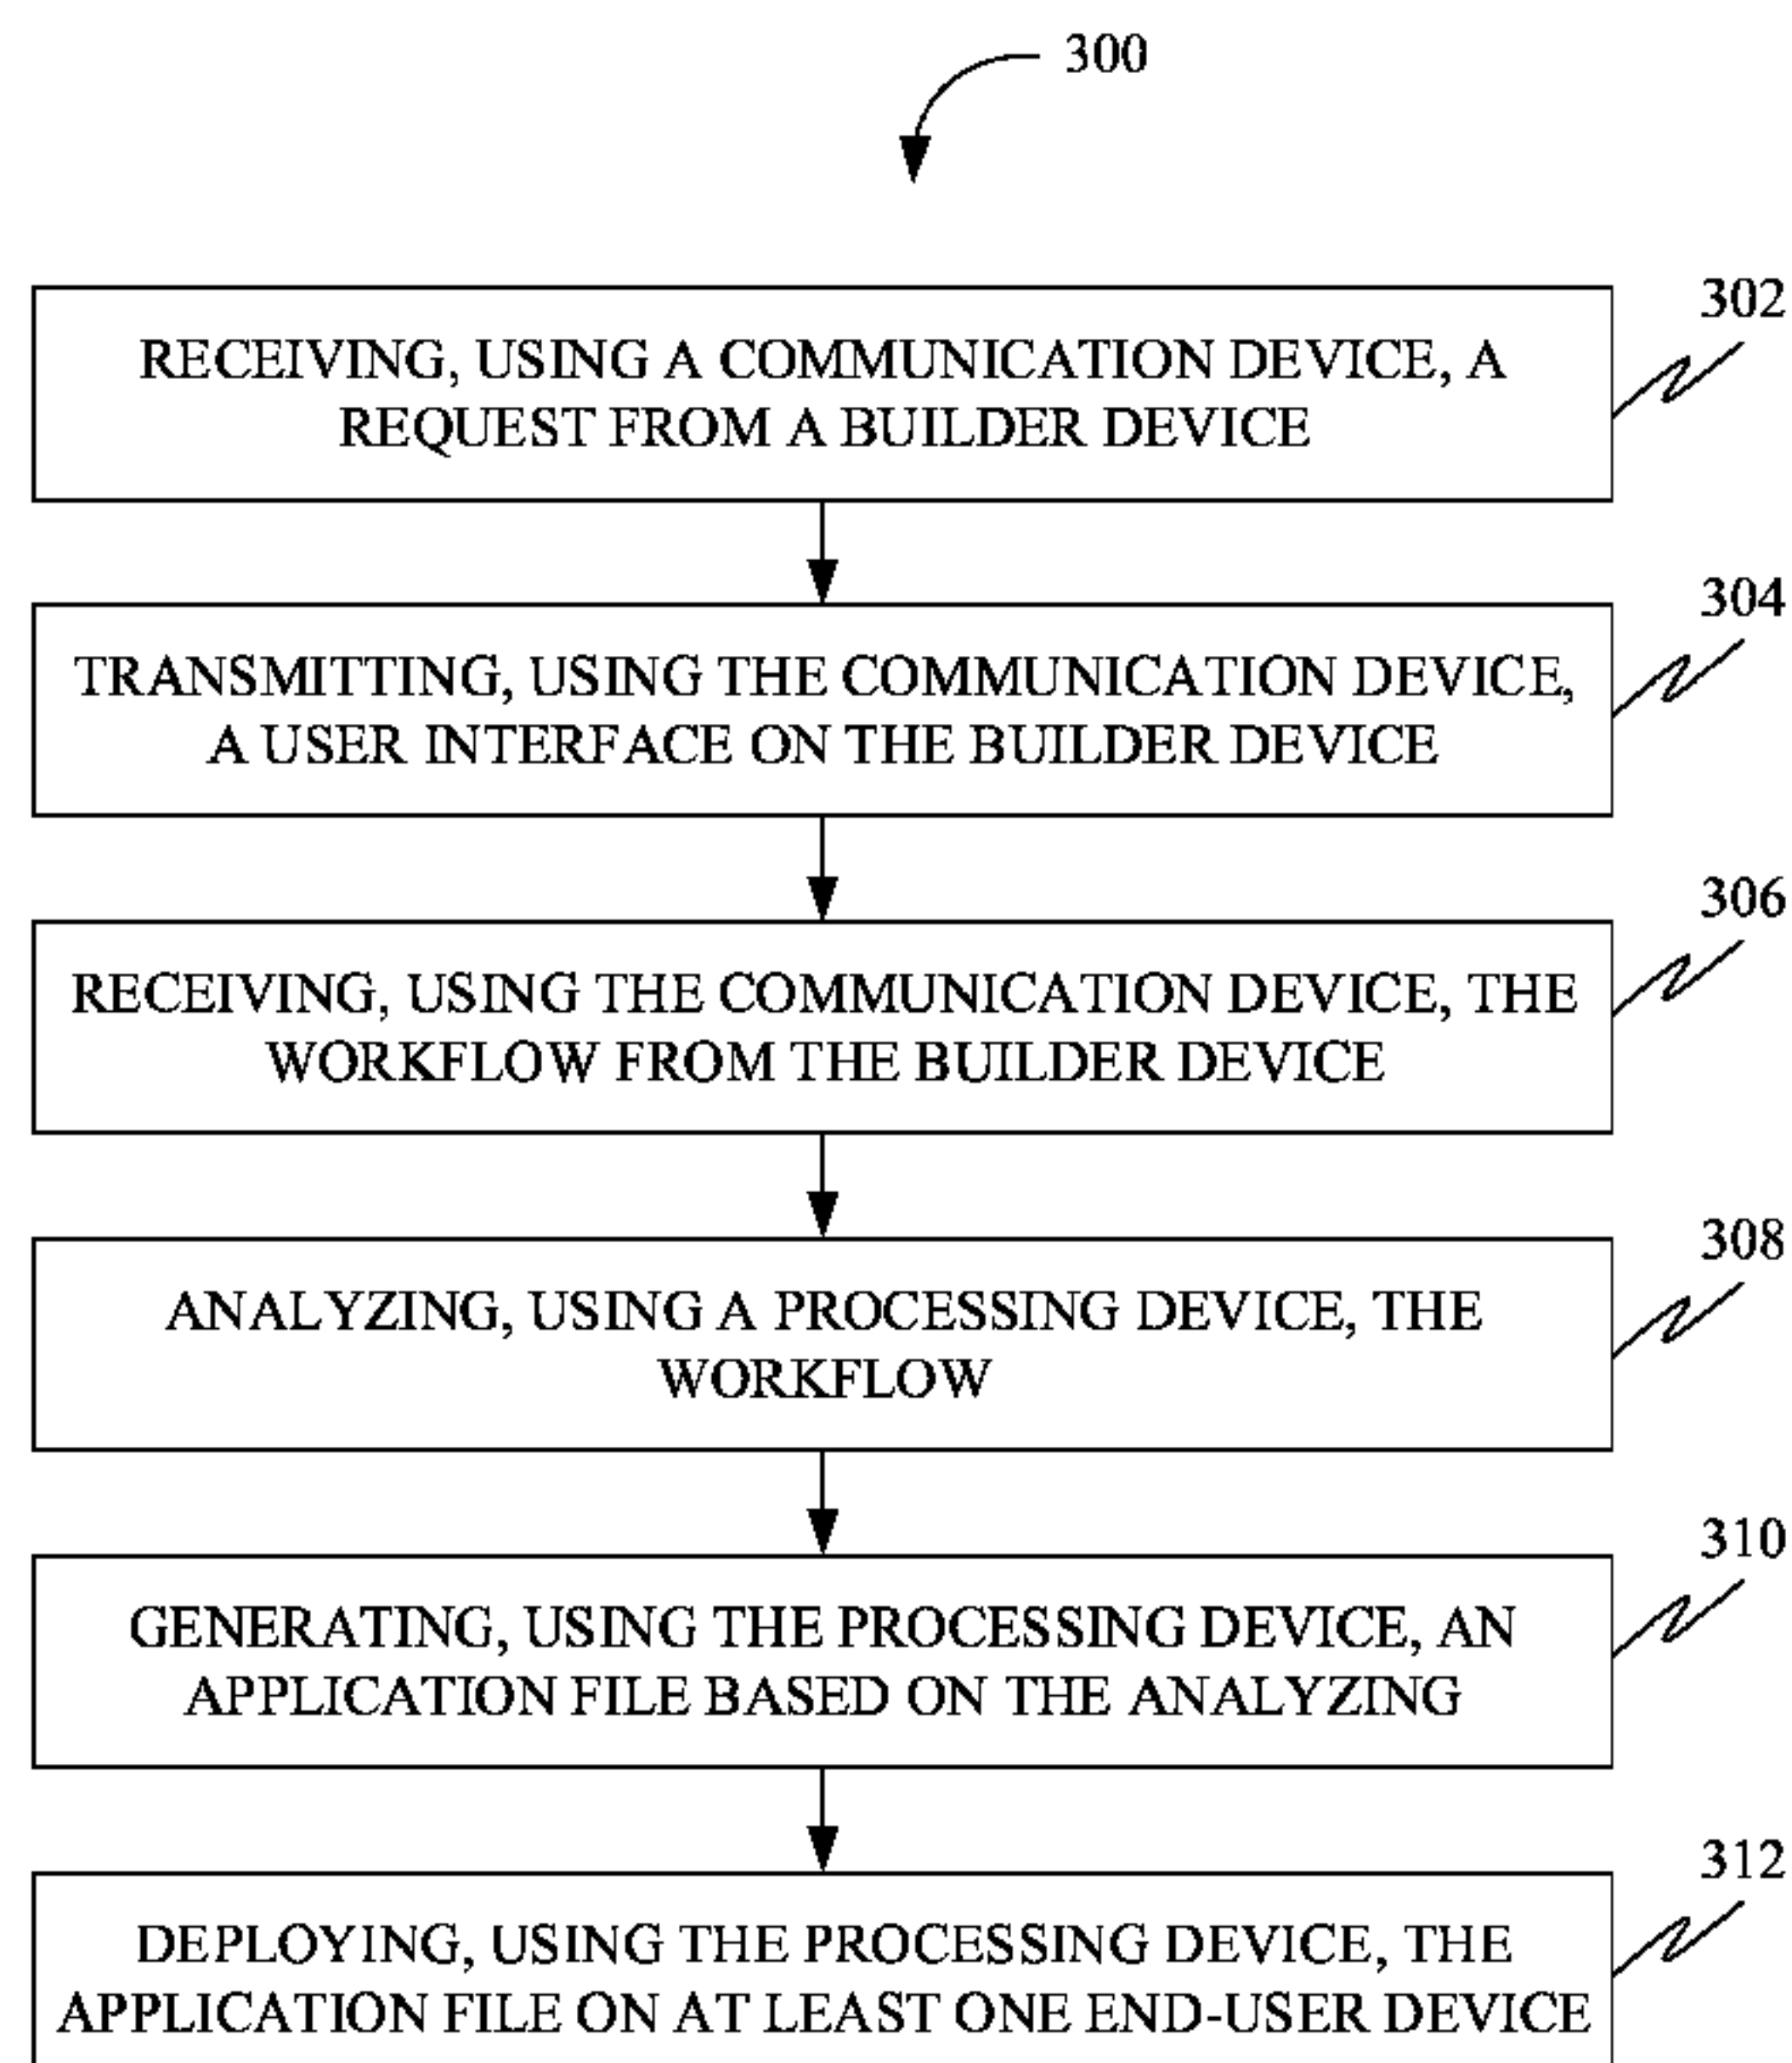 300
302
RECEIVING, USING A COMMUNICATION DEVICE, A
REQUEST FROM A BUILDER DEVICE
304
TRANSMITTING, USING THE COMMUNICATION DEVICE,
A USER INTERFACE ON THE BUILDER DEVICE
306
RECEIVING, USING THE COMMUNICATION DEVICE, THE
WORKFLOW FROM THE BUILDER DEVICE
308
ANALYZING, USING A PROCESSING DEVICE, THE
WORKFLOW
310
GENERATING, USING THE PROCESSING DEVICE, AN
APPLICATION FILE BASED ON THE ANALYZING
312
DEPLOYING, USING THE PROCESSING DEVICE, THE
APPLICATION FILE ON AT LEAST ONE END-USER DEVICE